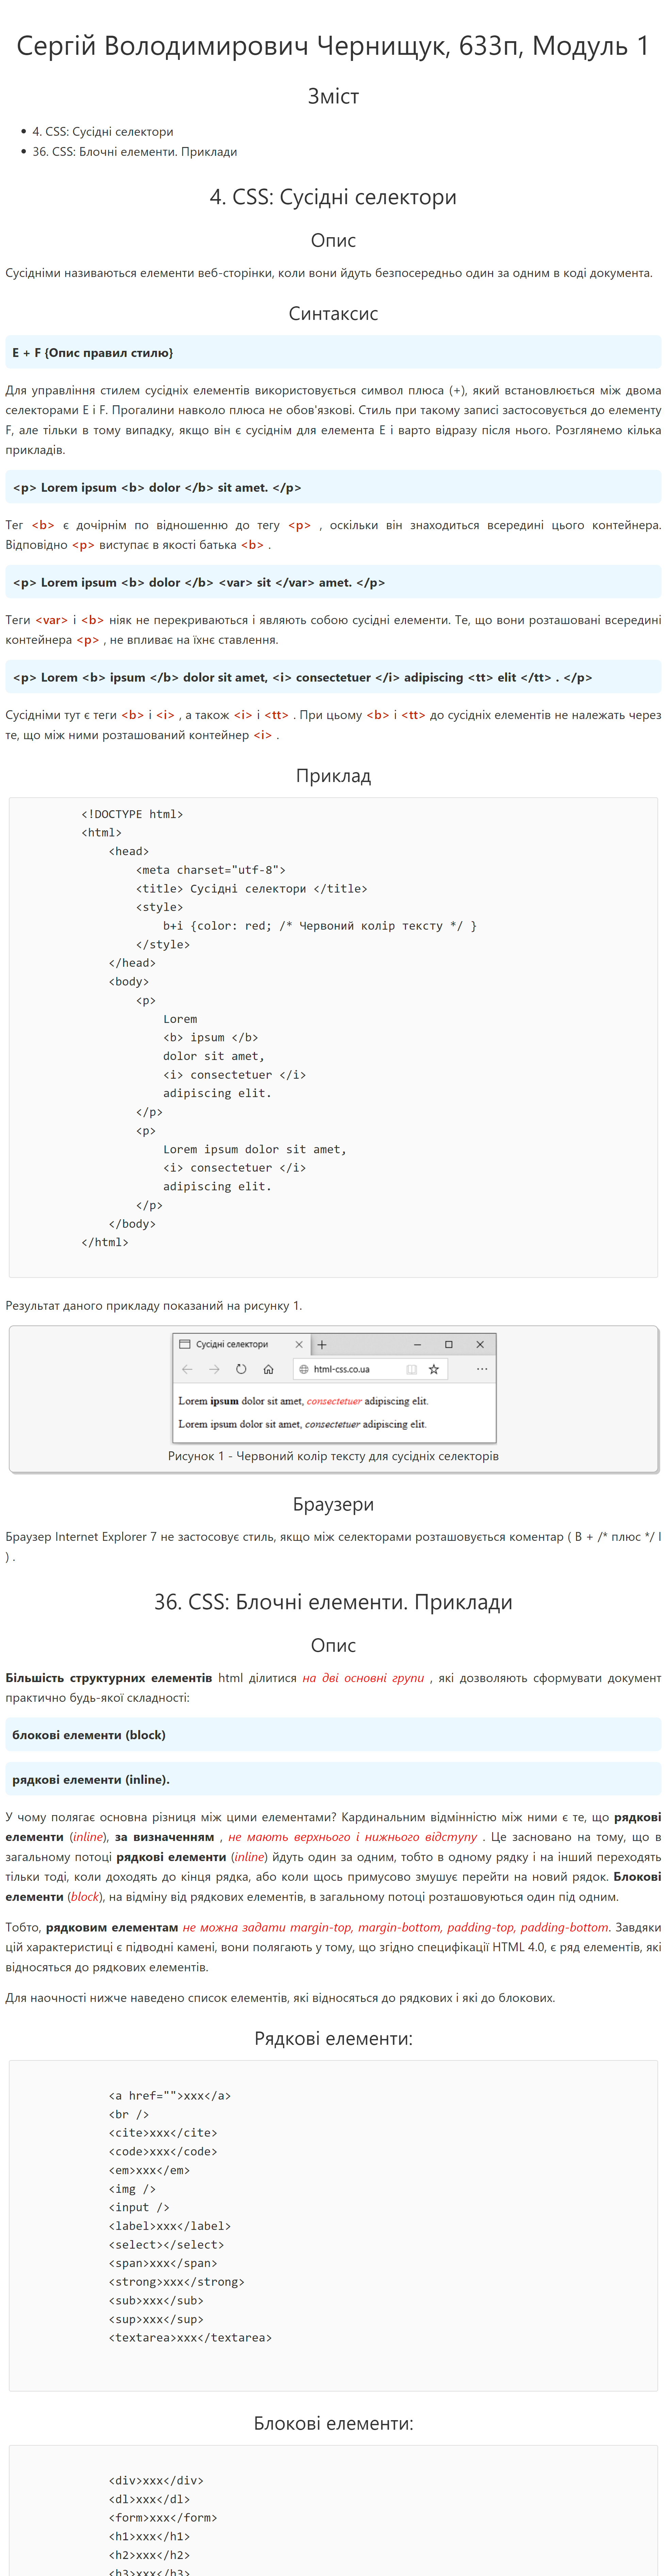 Сергій Володимирович Чернищук, 633п, Модуль 1
Зміст
4. CSS: Сусідні селектори
36. CSS: Блочні елементи. Приклади
4. CSS: Сусідні селектори
Опис
Сусідніми називаються елементи веб-сторінки, коли вони йдуть безпосередньо один за одним в коді документа.
Синтаксис
E + F {Опис правил стилю}
Для управління стилем сусідніх елементів використовується символ плюса (+), який встановлюється між двома
селекторами E і F. Прогалини навколо плюса не обов'язкові. Стиль при такому записі застосовується до елементу
F, але тільки в тому випадку, якщо він є сусіднім для елемента E і варто відразу після нього. Розглянемо кілька
прикладів.
<p> Lorem ipsum <b> dolor </b> sit amet. </p>
Тег <b> є дочірнім по відношенню до тегу <p> , оскільки він знаходиться всередині цього контейнера.
Відповідно <p> виступає в якості батька <b> .
<p> Lorem ipsum <b> dolor </b> <var> sit </var> amet. </p>
Теги <var> і <b> ніяк не перекриваються і являють собою сусідні елементи. Те, що вони розташовані всередині
контейнера <p> , не впливає на їхнє ставлення.
<p> Lorem <b> ipsum </b> dolor sit amet, <i> consectetuer </i> adipiscing <tt> elit </tt> . </p>
Сусідніми тут є теги <b> і <i> , а також <i> і <tt> . При цьому <b> і <tt> до сусідніх елементів не належать через
те, що між ними розташований контейнер <i> .
Приклад
<!DOCTYPE html>
<html>
<head>
<meta charset="utf-8">
<title> Сусідні селектори </title>
<style>
b+i {color: red; /* Червоний колір тексту */ }
</style>
</head>
<body>
<p>
Lorem
<b> ipsum </b>
dolor sit amet,
<i> consectetuer </i>
adipiscing elit.
</p>
<p>
Lorem ipsum dolor sit amet,
<i> consectetuer </i>
adipiscing elit.
</p>
</body>
</html>
Результат даного прикладу показаний на рисунку 1.
Сусідні селектори
html-css.co.ua
Lorem ipsum dolor sit amet, consectetuer adipiscing elit.
Lorem ipsum dolor sit amet, consectetuer adipiscing elit.
Рисунок 1 - Червоний колір тексту для сусідніх селекторів
Браузери
Браузер Internet Explorer 7 не застосовує стиль, якщо між селекторами розташовується коментар ( B + /* плюс */ I
) .
36. CSS: Блочні елементи. Приклади
Опис
Більшість структурних елементів html ділитися на дві основні групи , які дозволяють сформувати документ
практично будь-якої складності:
блокові елементи (block)
рядкові елементи (inline).
У чому полягає основна різниця між цими елементами? Кардинальним відмінністю між ними є те, що рядкові
елементи (inline), за визначенням , не мають верхнього і нижнього відступу . Це засновано на тому, що в
загальному потоці рядкові елементи (inline) йдуть один за одним, тобто в одному рядку і на інший переходять
тільки тоді, коли доходять до кінця рядка, або коли щось примусово змушує перейти на новий рядок. Блокові
елементи (block), на відміну від рядкових елементів, в загальному потоці розташовуються один під одним.
Тобто, рядковим елементам не можна задати margin-top, margin-bottom, padding-top, padding-bottom. Завдяки
цій характеристиці є підводні камені, вони полягають у тому, що згідно специфікації HTML 4.0, є ряд елементів, які
відносяться до рядкових елементів.
Для наочності нижче наведено список елементів, які відносяться до рядкових і які до блокових.
Рядкові елементи:
<a href="">xxx</a>
<br />
<cite>xxx</cite>
<code>xxx</code>
<em>xxx</em>
<img />
<input />
<label>xxx</label>
<select></select>
<span>xxx</span>
<strong>xxx</strong>
<sub>xxx</sub>
<sup>xxx</sup>
<textarea>xxx</textarea>
Блокові елементи:
<div>xxx</div>
<dl>xxx</dl>
<form>xxx</form>
<h1>xxx</h1>
<h2>xxx</h2>
<h3>xxx</h3>